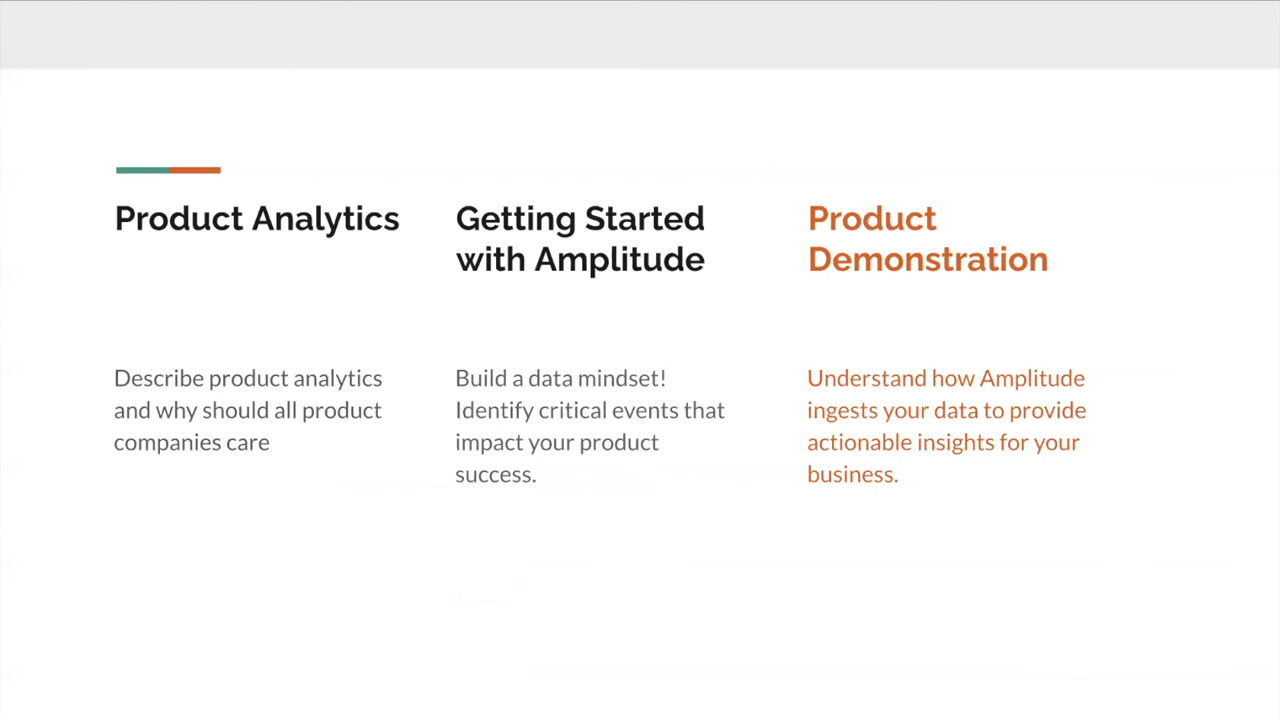 Product Analytics
Describe product analytics
and why should all product
companies care
Getting Started
with Amplitude
Build a data mindset!
Identify critical events that
impact your product
success.
Product
Demonstration
Understand how Amplitude
ingests your data to provide
actionable insights for your
business.